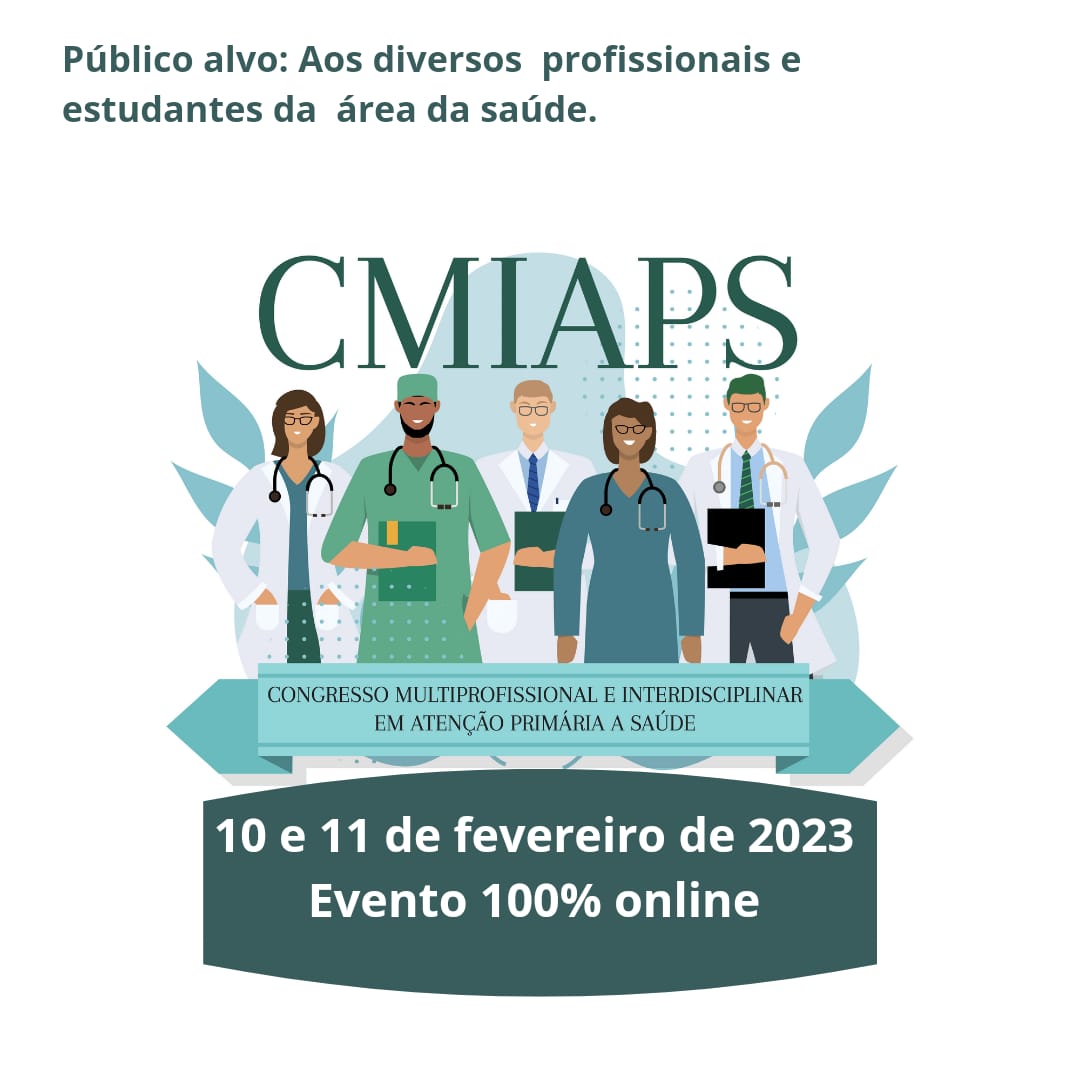 Público alvo: Aos diversos  profissionais e
estudantes da  área da saúde.
CMIAPS
CONGRESSO MULTIPROFISSIONAL E INTERDISCIPLINAR
EM ATENÇÃO PRIMÁRIA A SAÚDE
10 e 11 de fevereiro de 2023
Evento 100% online